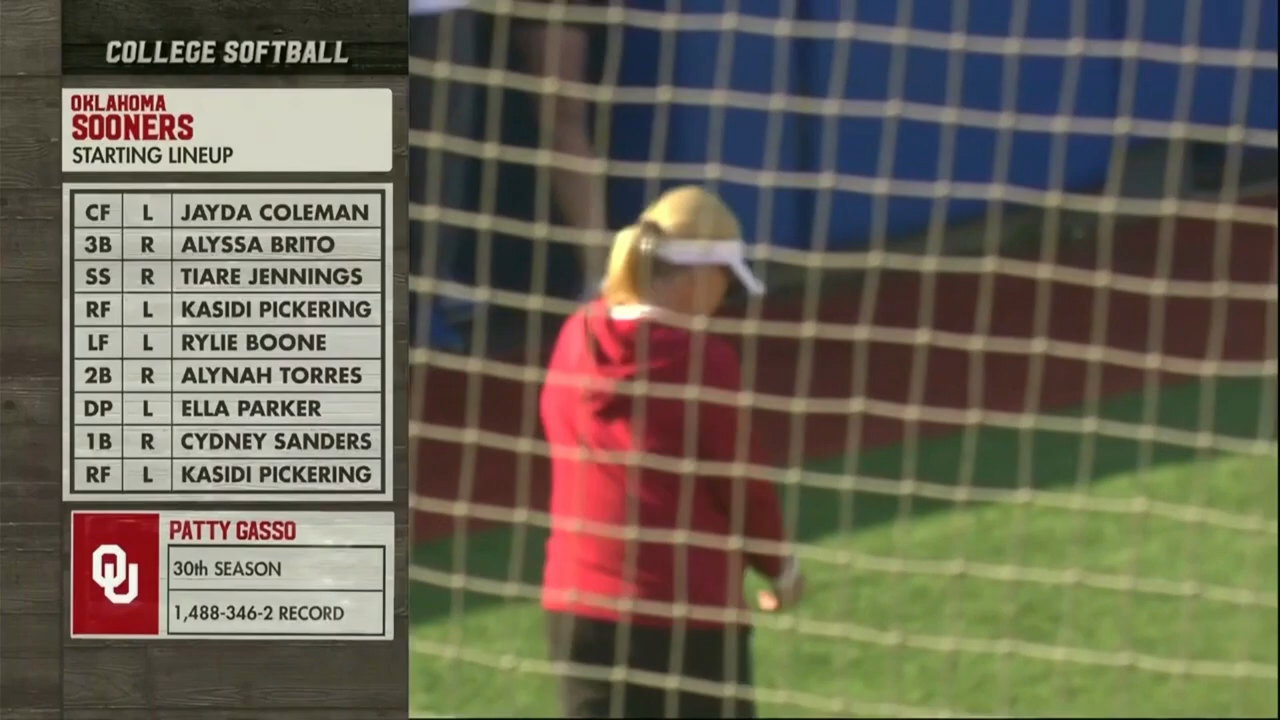 COLLEGE SOFTBALL
OKLAHOMA
SOONERS
STARTING LINEUP
CF L JAYDA COLEMAN
3B R ALYSSA BRITO
SS R TIARE JENNINGS
RF L KASIDI PICKERING
LF L RYLIE BOONE
2B R ALYNAH TORRES
DP L ELLA PARKER
1B R CYDNEY SANDERS
RF L KASIDI PICKERING
OU
PATTY GASSO
30th SEASON
1,488-346-2 RECORD